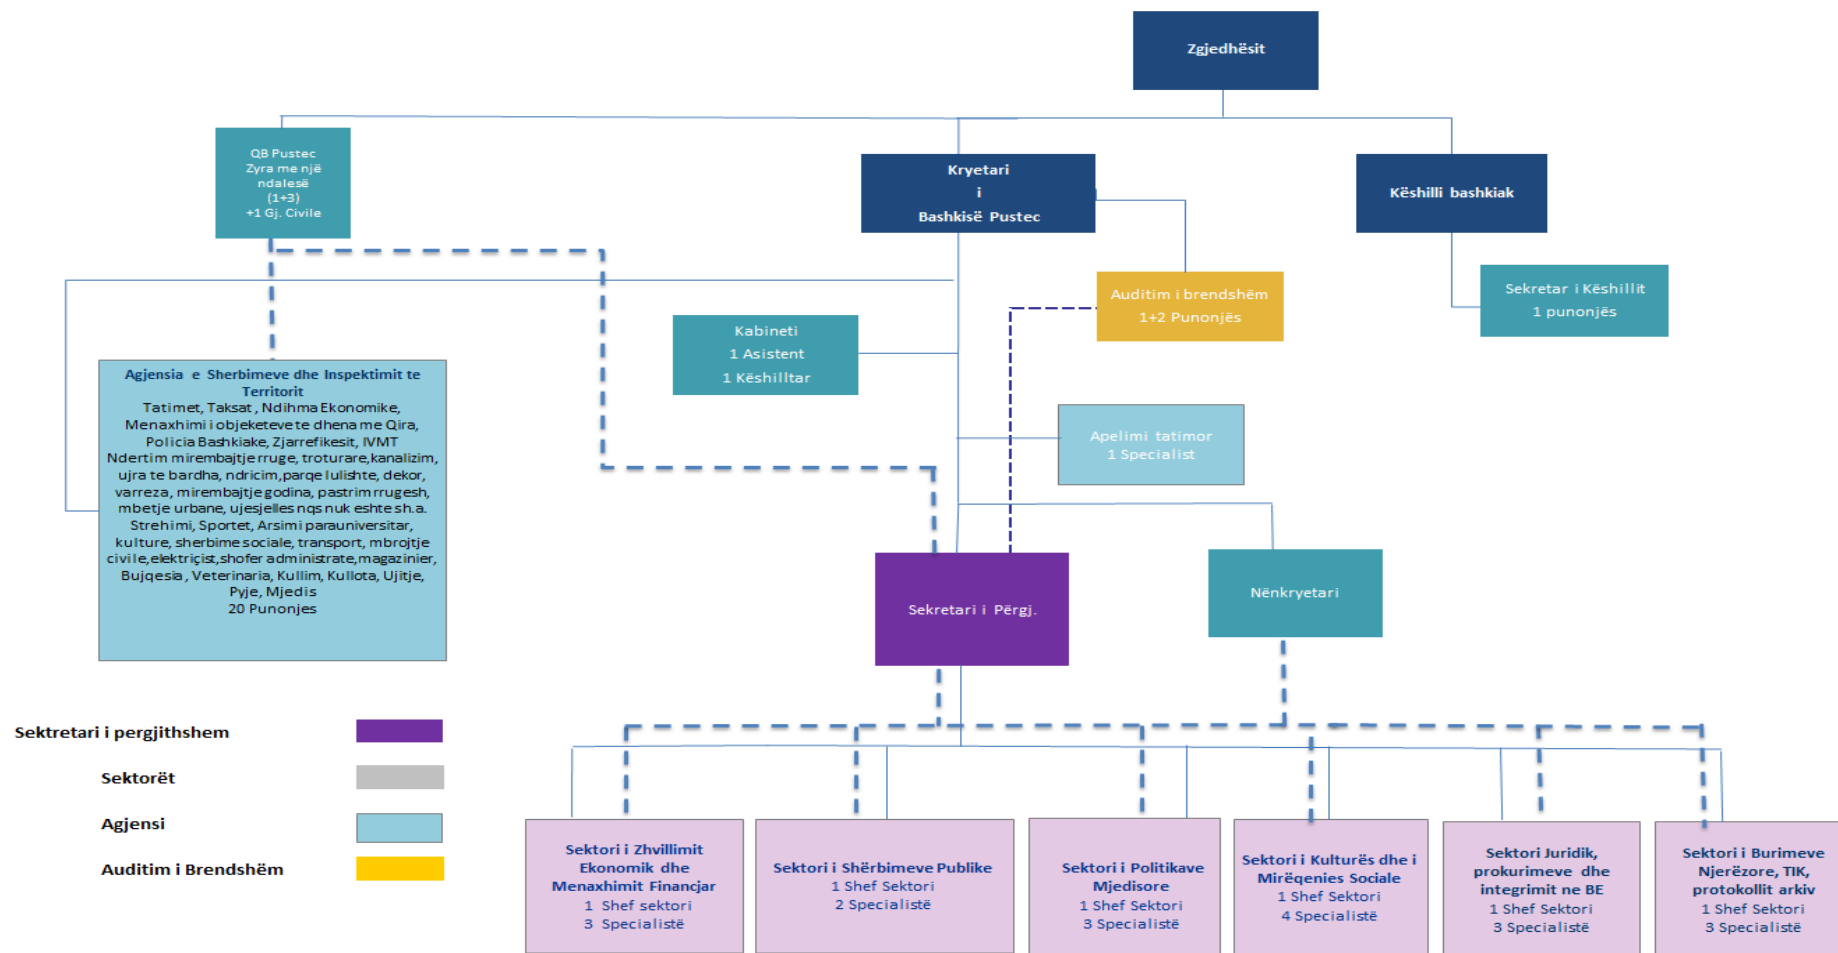 Zgjedhësit
QB Pustec
Zyra me një
ndalesë
(1+3)
+1 Gj. Civile
Kryetari
i
Bashkisë Pustec
Këshilli bashkiak
Auditim i brendshëm
1+2 Punonjës
Sekretar i Këshillit
1 punonjës
Kabineti
1 Asistent
1 Këshilltar
Agjensia e Sherbimeve dhe Inspektimit te
Territorit
Tatimet, Taksat, Ndihma Ekonomike,
Menaxhimi i objekteve te dhena me Qira,
Policia Bashkiake, Zjarrefikesit, IVMT
Ndertim mirembajtje rruge, troturare,kanalizim,
ujra te bardha, ndricim,parqe lulishte, dekor,
varreza, mirembajtje godina, pastrim rrugesh,
mbetje urbane, ujesjelles nqs nuk eshte sh.a.
Strehimi, Sportet, Arsimi parauniversitar,
kulture, sherbime sociale, transport, mbrojtje
civile,elektriçist,shofer administrate,magazinier,
Bujqesia, Veterinaria, Kullim, Kullota, Ujitje,
Pyje, Mjedis
20 Punonjes
Apelimi tatimor
1 Specialist
Sekretari i Përgj.
Nënkryetari
Sektretari i pergjithshem
Sektorët
Agjensi
Auditim i Brendshëm
Sektori i Zhvillimit
Ekonomik dhe
Menaxhimit Financjar
1 Shef sektori
3 Specialistë
Sektori i Shërbimeve Publike
1 Shef Sektori
2 Specialistë
Sektori i Politikave
Mjedisore
1 Shef Sektori
3 Specialistë
Sektori i Kulturës dhe i
Mirëqenies Sociale
1 Shef Sektori
4 Specialistë
Sektori Juridik,
prokurimeve dhe
integrimit ne BE
1 Shef Sektori
3 Specialistë
Sektori i Burimeve
Njerëzore, TIK,
protokollit arkiv
1 Shef Sektori
3 Specialistë